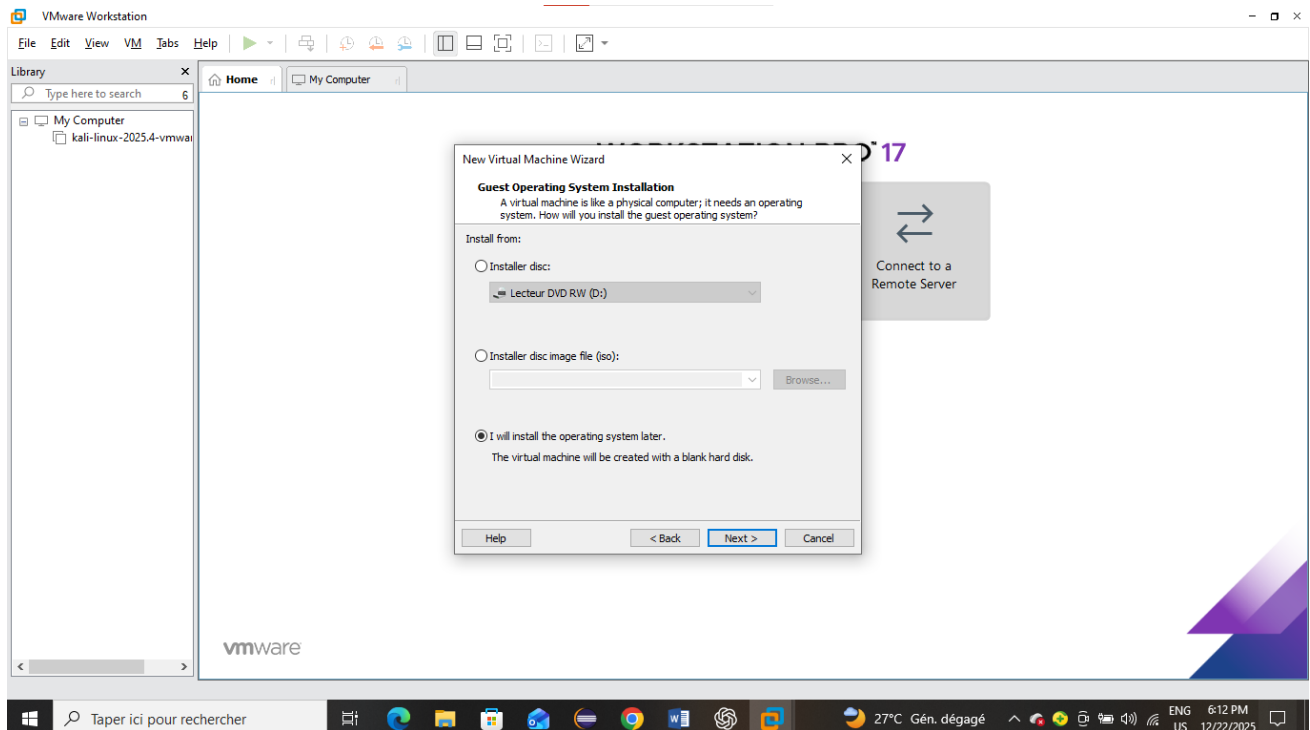 VMware Workstation
File Edit View VM Tabs Help
Library
Type here to search
6
My Computer
kali-linux-2025.4-vmwar
Home
My Computer
WORKSTATION PRO™ 17
Connect to a
Remote Server
New Virtual Machine Wizard
Guest Operating System Installation
A virtual machine is like a physical computer; it needs an operating
system. How will you install the guest operating system?
Install from:
Installer disc:
Lecteur DVD RW (D:)
Installer disc image file (iso):
Browse...
I will install the operating system later.
The virtual machine will be created with a blank hard disk.
Help < Back Next > Cancel
vmware
Taper ici pour rechercher
27°C Gén. dégagé
ENG
US
6:12 PM
12/22/2025